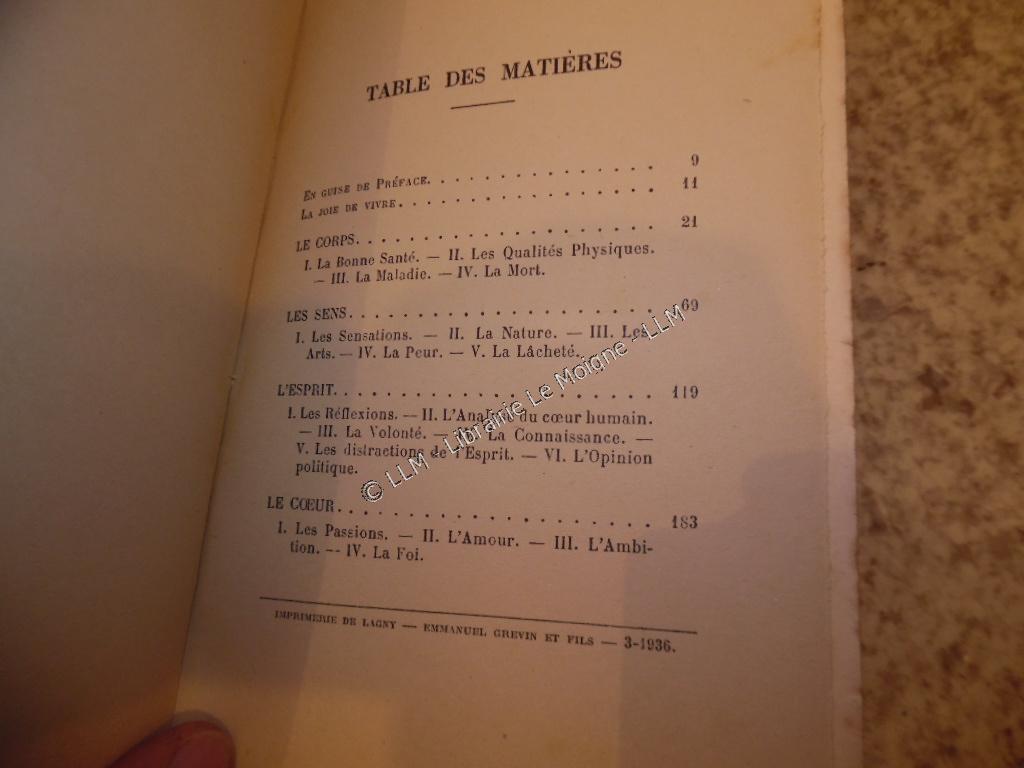 TABLE DES MATIÈRES
EN GUISE DE PRÉFACE. . . . . . . . . . . . . . . 9
LA JOIE DE VIVRE . . . . . . . . . . . . . . . . . 11
LE CORPS. . . . . . . . . . . . . . . . . . . . 21
I. La Bonne Santé. — II. Les Qualités Physiques.
— III. La Maladie. — IV. La Mort.
LES SENS. . . . . . . . . . . . . . . . . . . . 69
I. Les Sensations. — II. La Nature. — III. Les
Arts. — IV. La Peur. — V. La Lâcheté.
L'ESPRIT. . . . . . . . . . . . . . . . . . . . 119
I. Les Réflexions. — II. L'Analyse du cœur humain.
— III. La Volonté. — IV. La Connaissance. —
V. Les distractions de l'Esprit. — VI. L'Opinion
politique.
LE CŒUR. . . . . . . . . . . . . . . . . . . . 183
I. Les Passions. — II. L'Amour. — III. L'Ambi-
tion. — IV. La Foi.
IMPRIMERIE DE LAGNY — EMMANUEL GREVIN ET FILS — 3-1936.
© LLM - Librairie Le Moigne - LLM